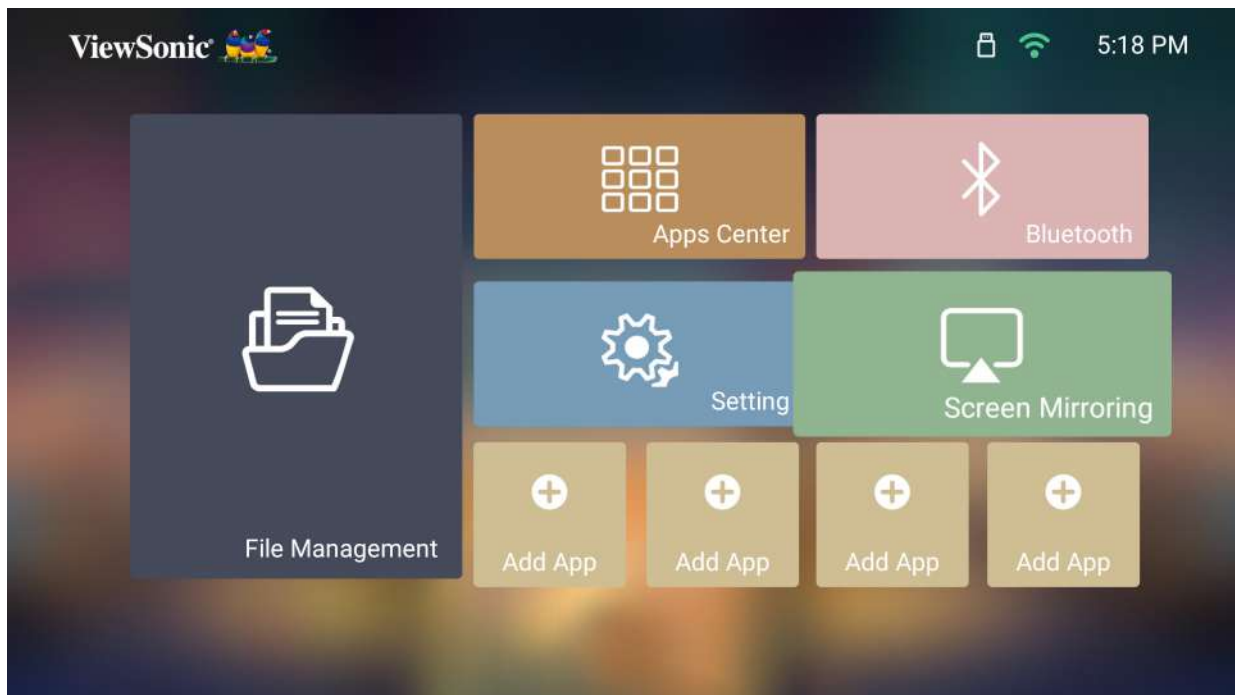 ViewSonic
5:18 PM
Apps Center
Bluetooth
Setting
Screen Mirroring
File Management
Add App
Add App
Add App
Add App